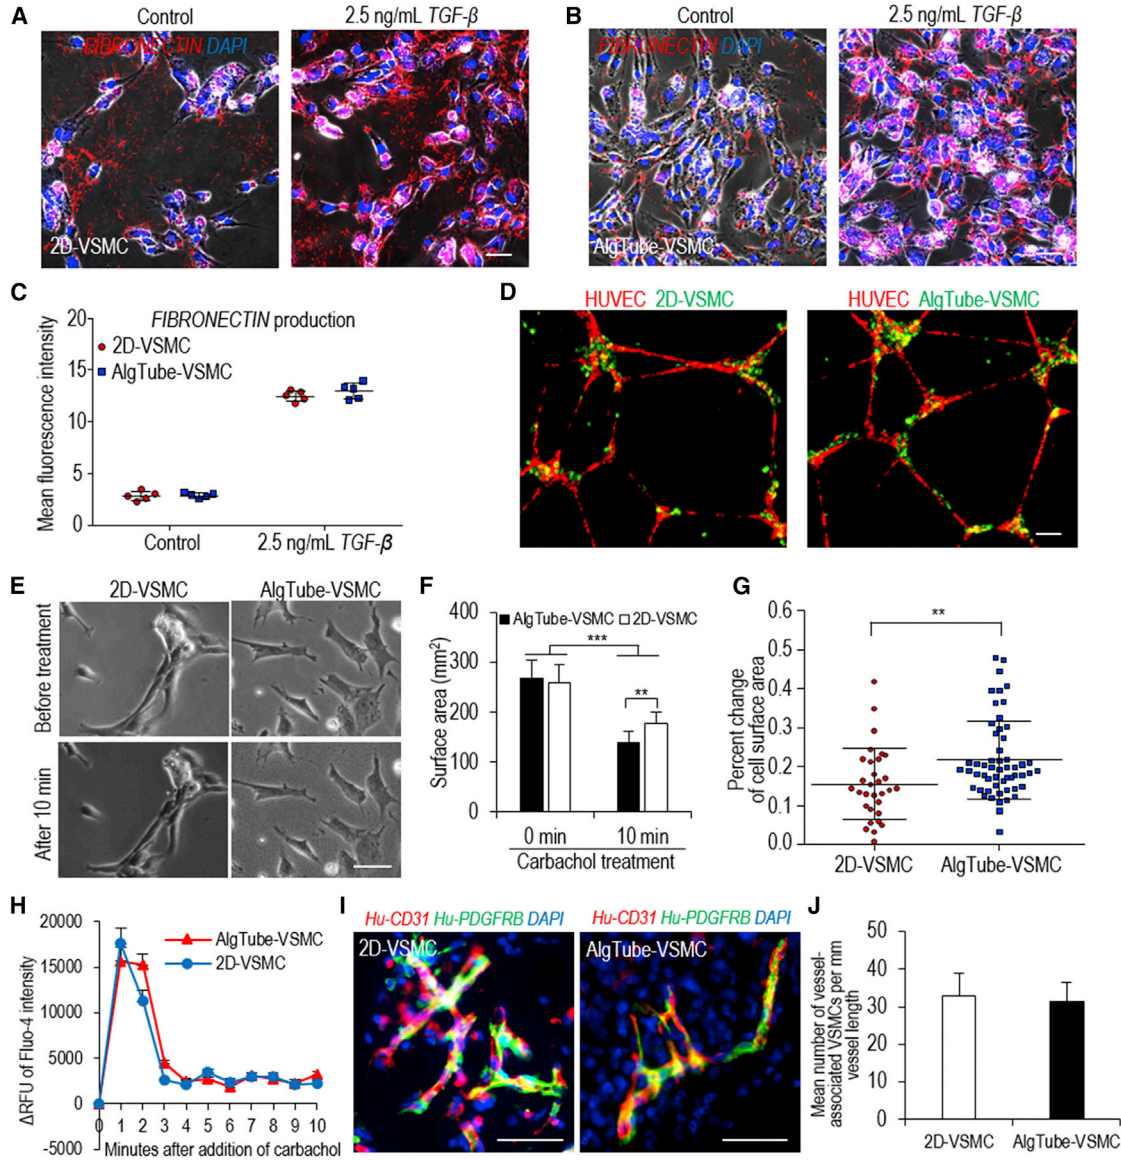 A
Control
2.5 ng/mL TGF-β
FIBRONECTIN DAPI
2D-VSMC
B
Control
2.5 ng/mL TGF-β
FIBRONECTIN DAPI
AlgTube-VSMC
C
FIBRONECTIN production
2D-VSMC
AlgTube-VSMC
Mean fluorescence intensity
20
15
10
5
0
Control
2.5 ng/mL TGF-β
D
HUVEC 2D-VSMC
HUVEC AlgTube-VSMC
E
2D-VSMC
AlgTube-VSMC
Before treatment
After 10 min
F
AlgTube-VSMC
2D-VSMC
Surface area (mm²)
400
300
200
100
0
***
**
0 min
10 min
Carbachol treatment
G
Percent change
of cell surface area
0.6
0.5
0.4
0.3
0.2
0.1
0.0
**
2D-VSMC
AlgTube-VSMC
H
ΔRFU of Fluo-4 intensity
20000
15000
10000
5000
0
-5000
AlgTube-VSMC
2D-VSMC
0 1 2 3 4 5 6 7 8 9 10
Minutes after addition of carbachol
I
Hu-CD31 Hu-PDGFRB DAPI
2D-VSMC
Hu-CD31 Hu-PDGFRB DAPI
AlgTube-VSMC
J
Mean number of vessel-
associated VSMCs per mm
vessel length
50
40
30
20
10
0
2D-VSMC
AlgTube-VSMC